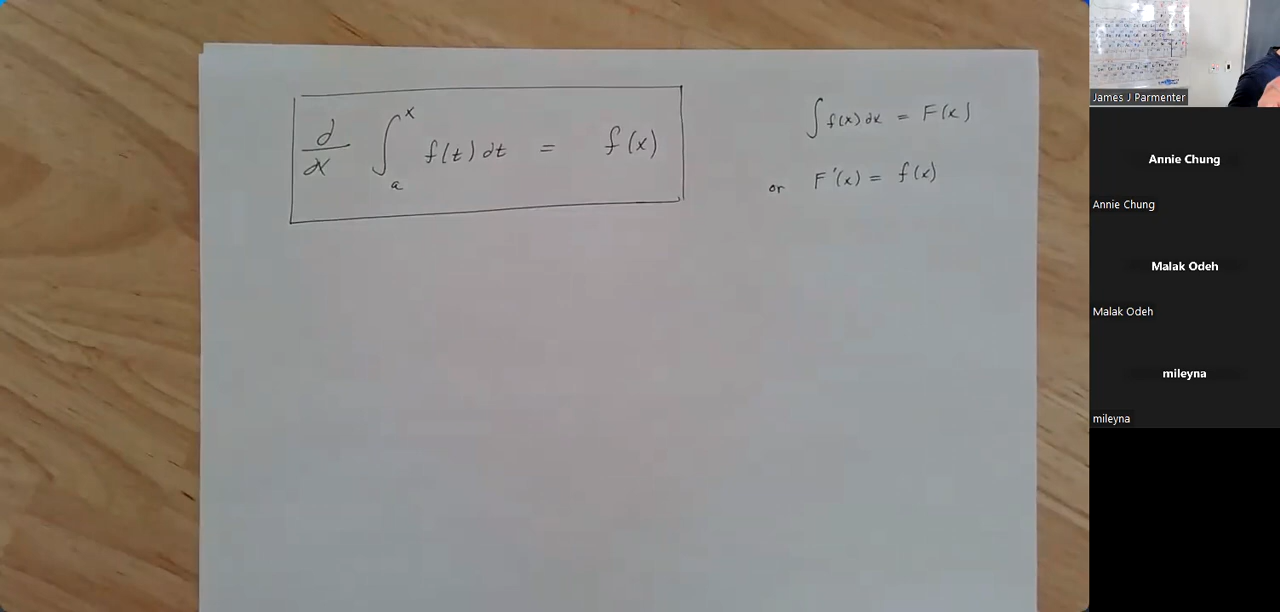 d/dx ∫_a^x f(t) dt = f(x)
∫ f(x) dx = F(x)
or F'(x) = f(x)
James J Parmenter
Annie Chung
Annie Chung
Malak Odeh
Malak Odeh
mileyna
mileyna